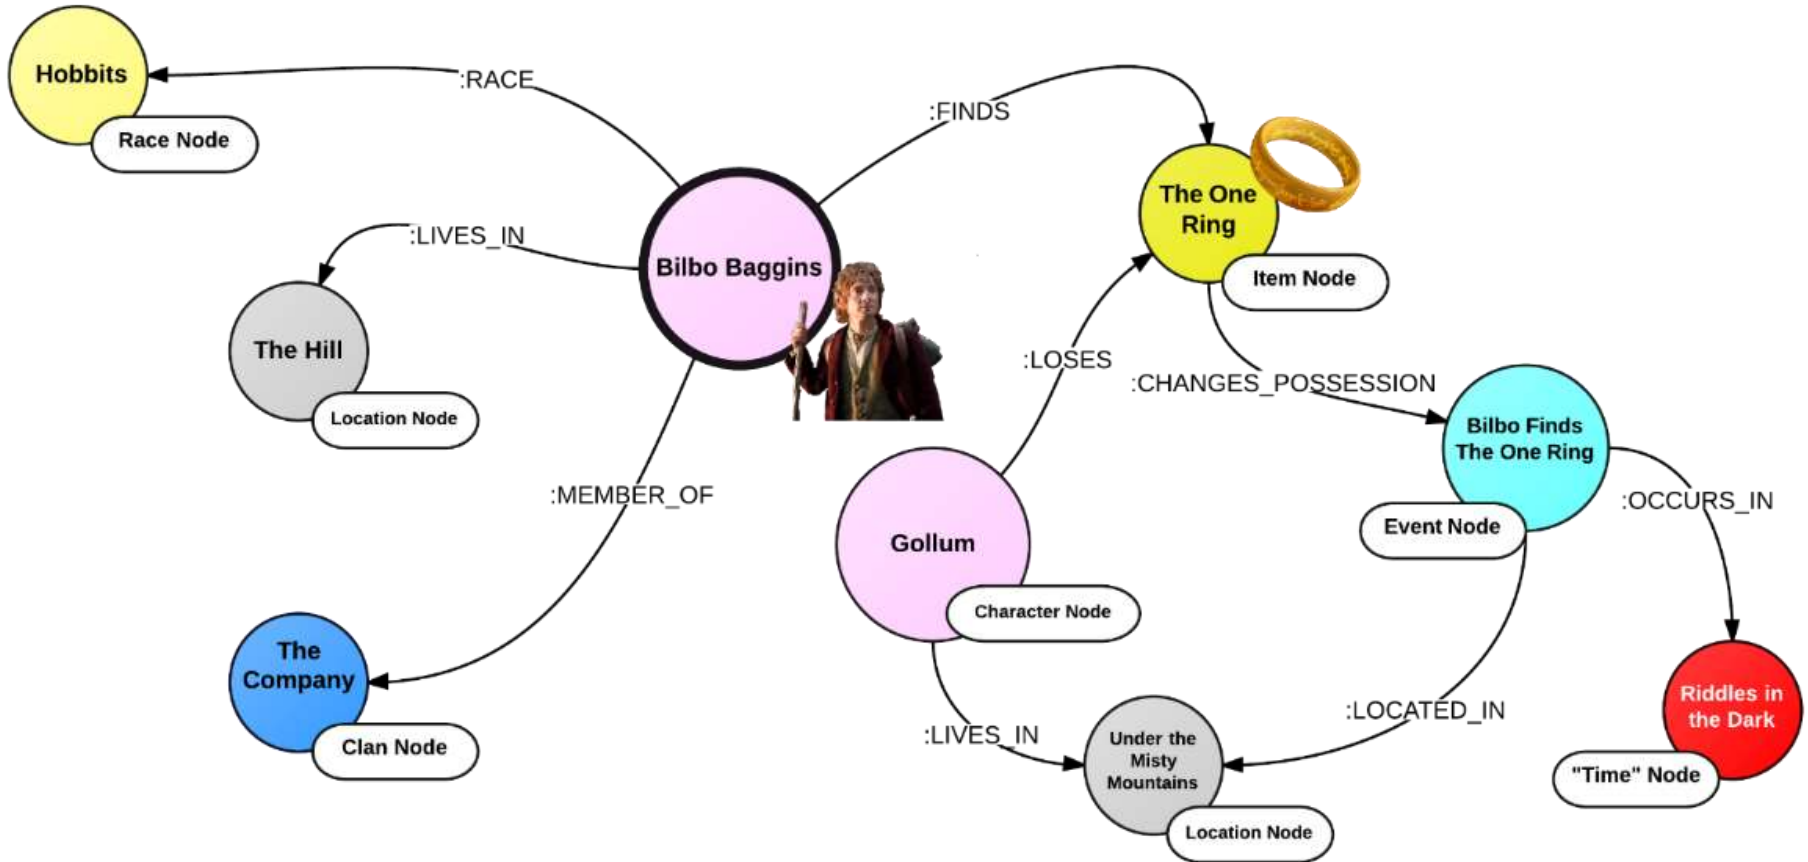 Hobbits
Race Node
:RACE
:FINDS
The One
Ring
Item Node
:LIVES_IN
Bilbo Baggins
The Hill
Location Node
:LOSES
:CHANGES_POSSESSION
Bilbo Finds
The One Ring
Event Node
:OCCURS_IN
:MEMBER_OF
Gollum
Character Node
The
Company
Clan Node
:LIVES_IN
Under the
Misty
Mountains
Location Node
:LOCATED_IN
Riddles in
the Dark
"Time" Node